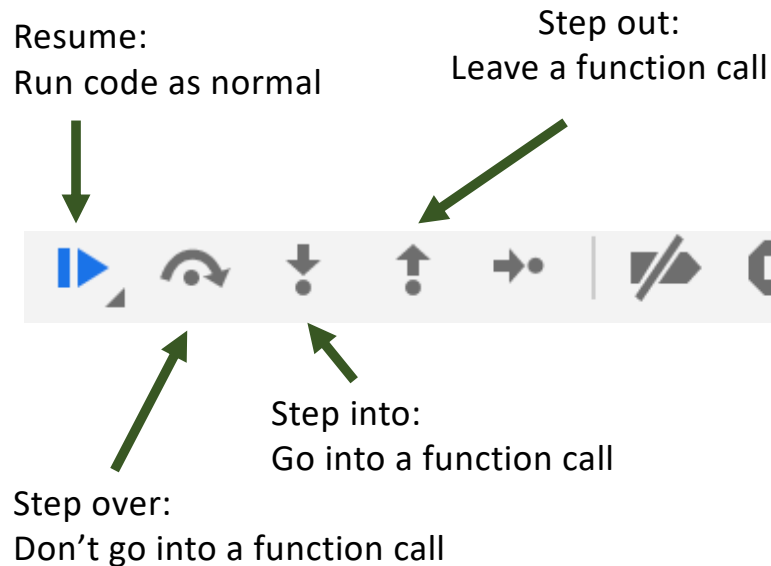 Resume:
Run code as normal
Step out:
Leave a function call
Step into:
Go into a function call
Step over:
Don’t go into a function call